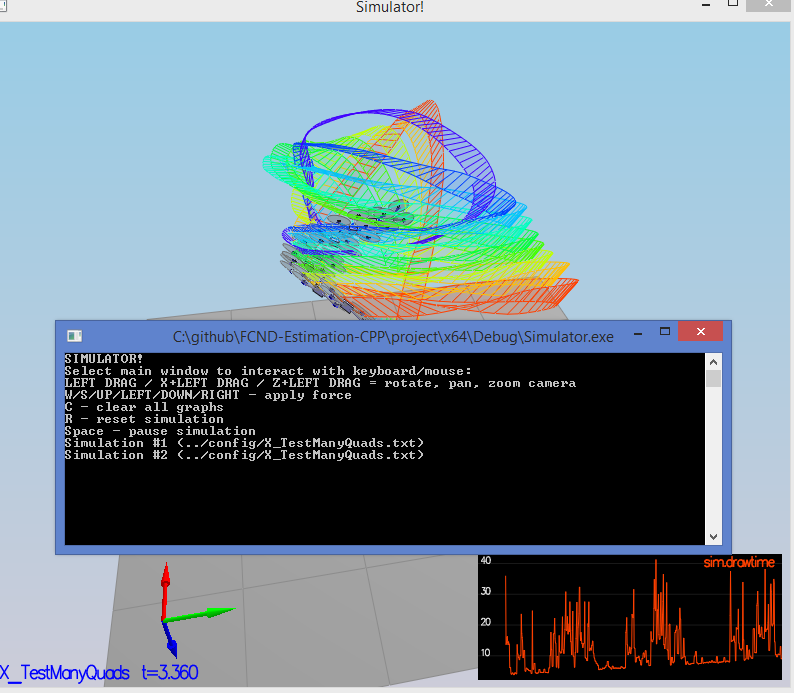 Simulator!
C:\github\FCND-Estimation-CPP\project\x64\Debug\Simulator.exe
SIMULATOR!
Select main window to interact with keyboard/mouse:
LEFT DRAG / X+LEFT DRAG / Z+LEFT DRAG = rotate, pan, zoom camera
W/S/UP/LEFT/DOWN/RIGHT - apply force
C - clear all graphs
R - reset simulation
Space - pause simulation
Simulation #1 (../config/X_TestManyQuads.txt)
Simulation #2 (../config/X_TestManyQuads.txt)
40
sim.drawtime
30
20
10
X_TestManyQuads t=3.360